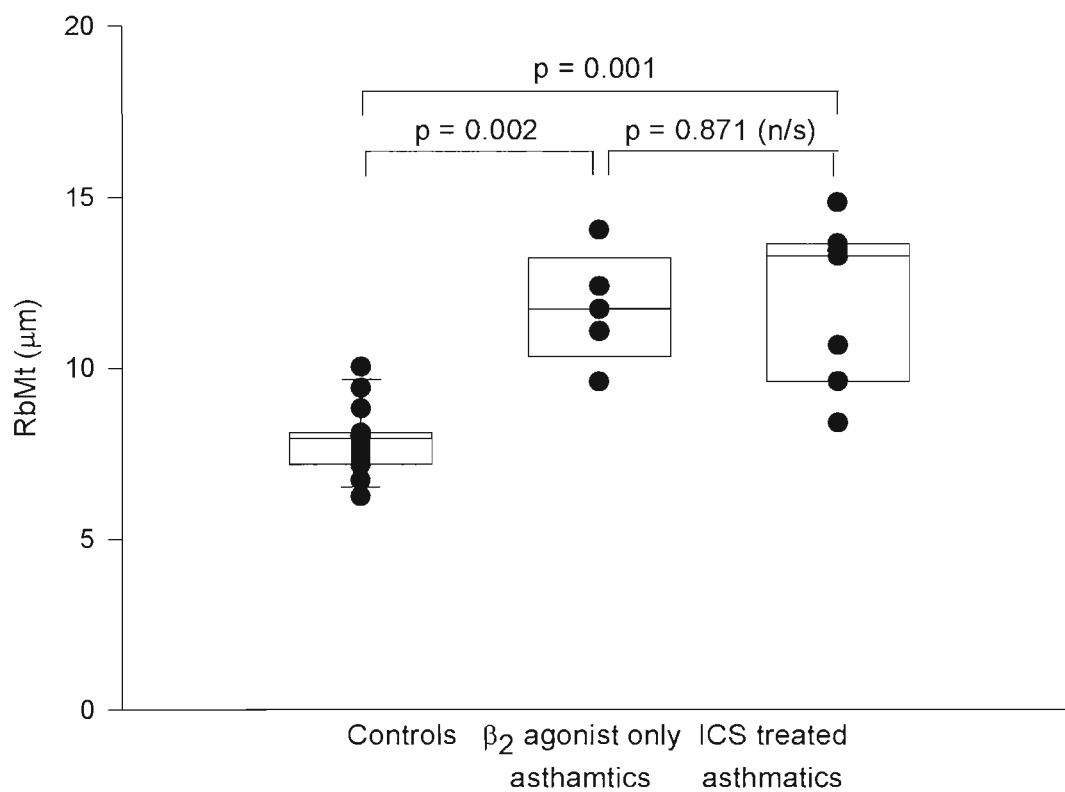 20
p = 0.001
p = 0.002
p = 0.871 (n/s)
15
RbMt (μm)
10
5
0
Controls
β2 agonist only
asthamtics
ICS treated
asthmatics